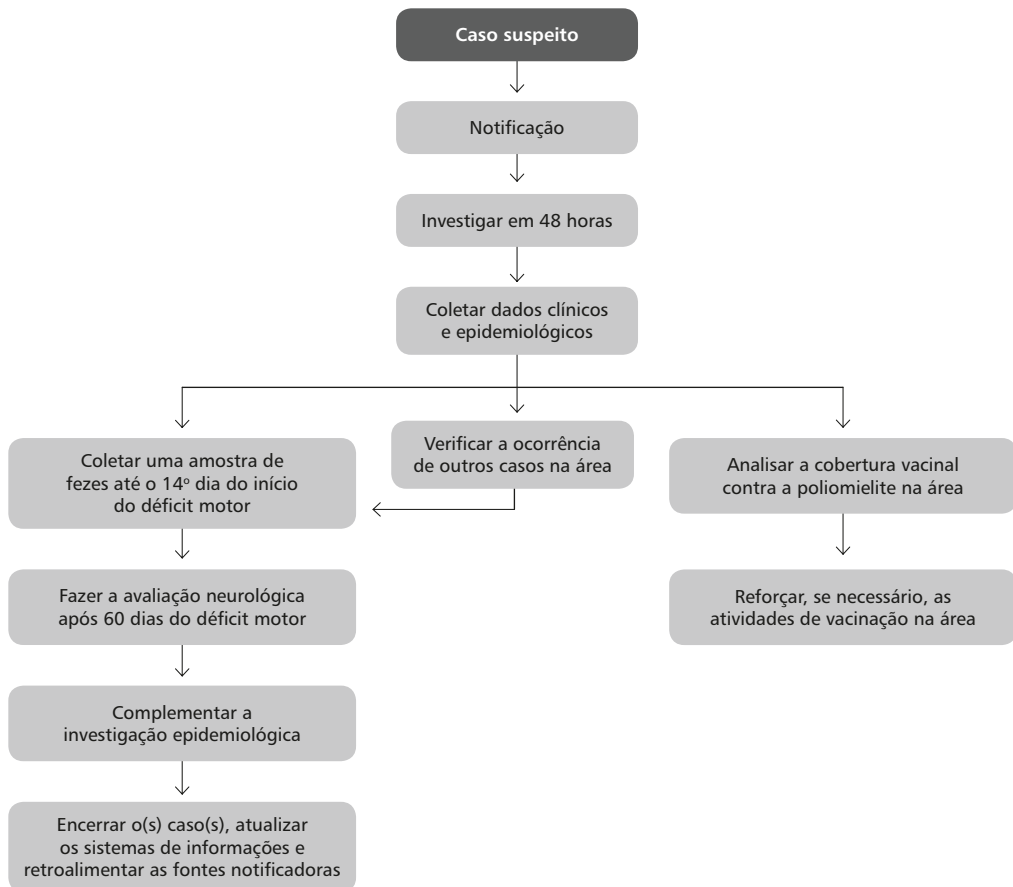 Caso suspeito
Notificação
Investigar em 48 horas
Coletar dados clínicos
e epidemiológicos
Coletar uma amostra de
fezes até o 14º dia do início
do déficit motor
Verificar a ocorrência
de outros casos na área
Analisar a cobertura vacinal
contra a poliomielite na área
Fazer a avaliação neurológica
após 60 dias do déficit motor
Reforçar, se necessário, as
atividades de vacinação na área
Complementar a
investigação epidemiológica
Encerrar o(s) caso(s), atualizar
os sistemas de informações e
retroalimentar as fontes notificadoras